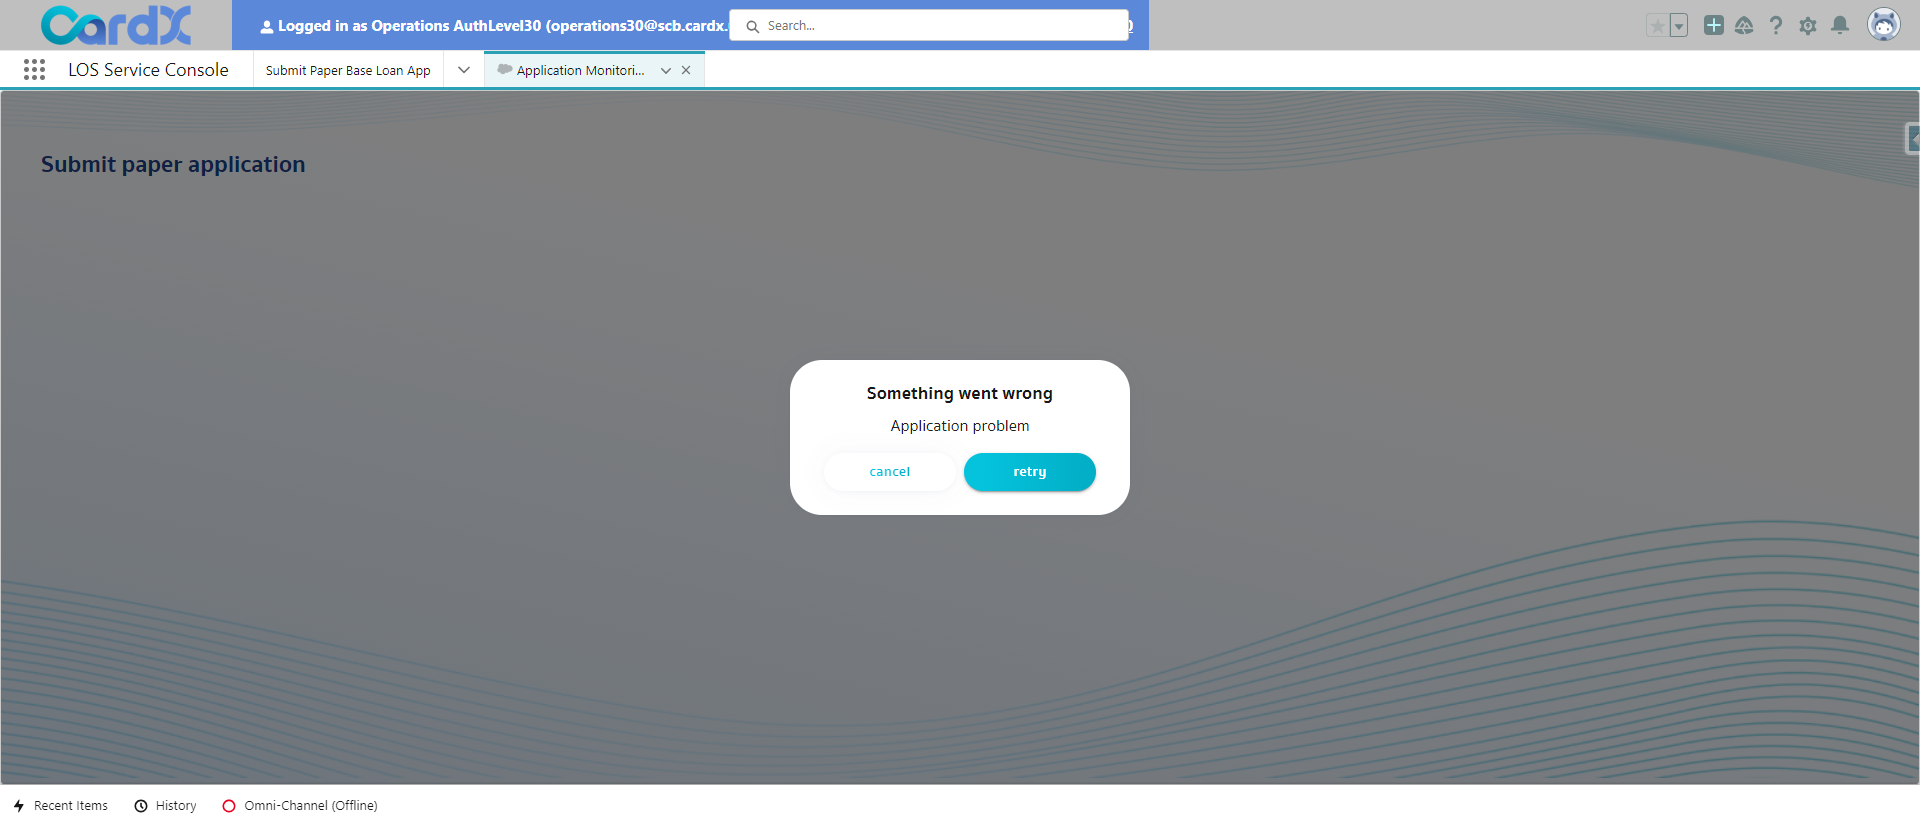 CardX
Logged in as Operations AuthLevel30 (operations30@scb.cardx.
Search...
LOS Service Console
Submit Paper Base Loan App
Application Monitori...
Submit paper application
Something went wrong
Application problem
cancel
retry
Recent Items
History
Omni-Channel (Offline)